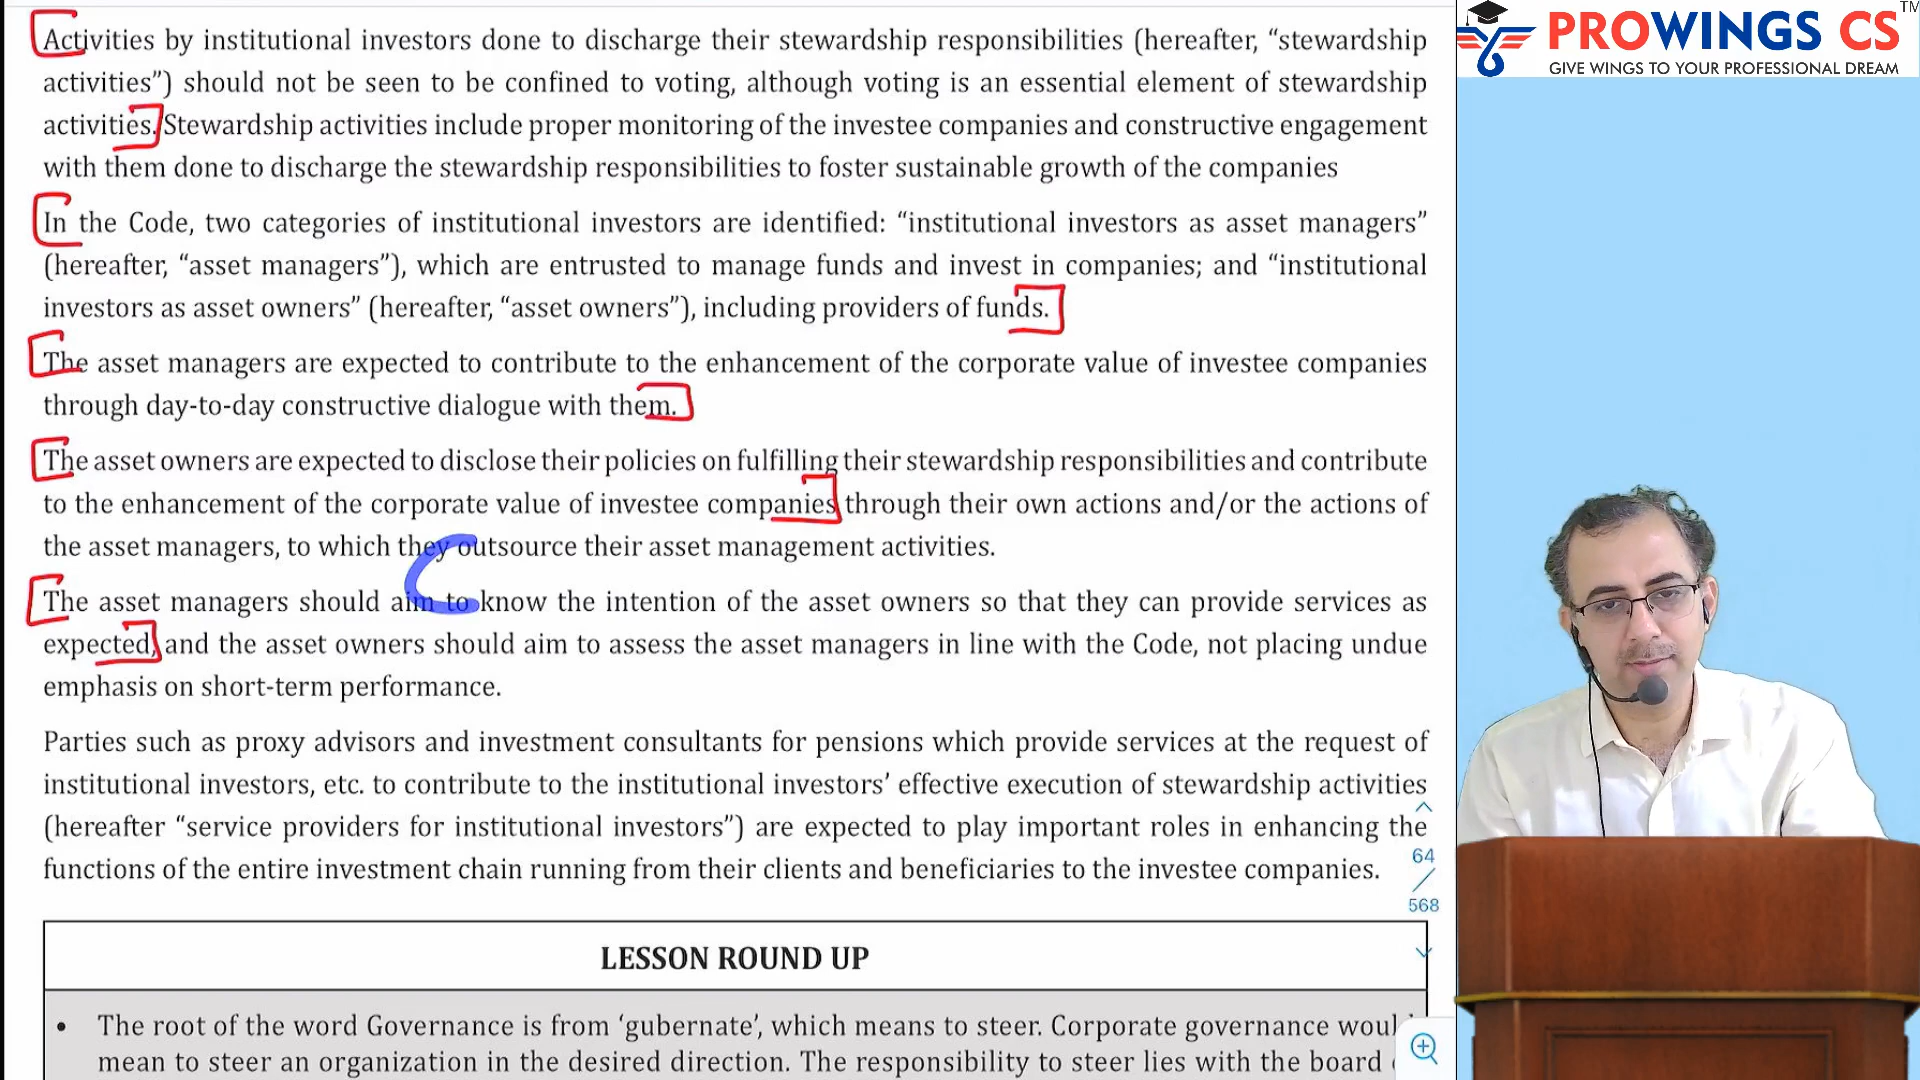 Activities by institutional investors done to discharge their stewardship responsibilities (hereafter, “stewardship
activities”) should not be seen to be confined to voting, although voting is an essential element of stewardship
activities. Stewardship activities include proper monitoring of the investee companies and constructive engagement
with them done to discharge the stewardship responsibilities to foster sustainable growth of the companies
In the Code, two categories of institutional investors are identified: “institutional investors as asset managers”
(hereafter, “asset managers”), which are entrusted to manage funds and invest in companies; and “institutional
investors as asset owners” (hereafter, “asset owners”), including providers of funds.
The asset managers are expected to contribute to the enhancement of the corporate value of investee companies
through day-to-day constructive dialogue with them.
The asset owners are expected to disclose their policies on fulfilling their stewardship responsibilities and contribute
to the enhancement of the corporate value of investee companies through their own actions and/or the actions of
the asset managers, to which they outsource their asset management activities.
The asset managers should aim to know the intention of the asset owners so that they can provide services as
expected, and the asset owners should aim to assess the asset managers in line with the Code, not placing undue
emphasis on short-term performance.
Parties such as proxy advisors and investment consultants for pensions which provide services at the request of
institutional investors, etc. to contribute to the institutional investors’ effective execution of stewardship activities
(hereafter “service providers for institutional investors”) are expected to play important roles in enhancing the
functions of the entire investment chain running from their clients and beneficiaries to the investee companies.
64
/
568
LESSON ROUND UP
• The root of the word Governance is from ‘gubernate’, which means to steer. Corporate governance would
mean to steer an organization in the desired direction. The responsibility to steer lies with the board
PROWINGS CS TM
GIVE WINGS TO YOUR PROFESSIONAL DREAM